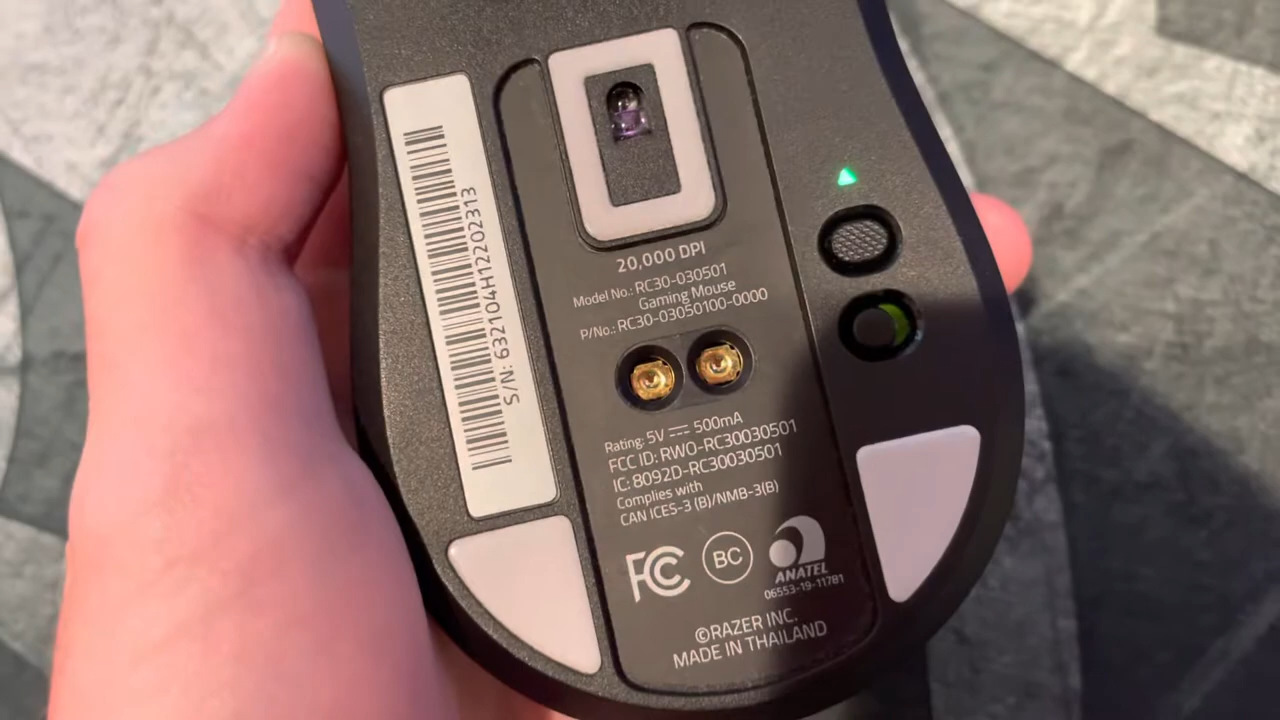 S/N: 632104H12202313
20,000 DPI
Model No.: RC30-030501
Gaming Mouse
P/No.: RC30-03050100-0000
Rating: 5V ⎓ 500mA
FCC ID: RWO-RC30030501
IC: 8092D-RC30030501
Complies with
CAN ICES-3 (B)/NMB-3(B)
FC
BC
ANATEL
06553-19-11781
©RAZER INC.
MADE IN THAILAND